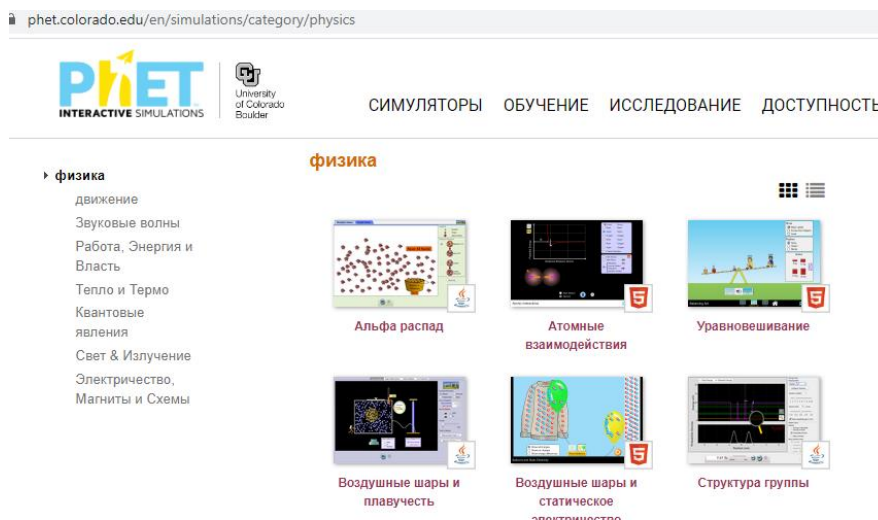 phet.colorado.edu/en/simulations/category/physics
PhET
INTERACTIVE SIMULATIONS
University
of Colorado
Boulder
СИМУЛЯТОРЫ ОБУЧЕНИЕ ИССЛЕДОВАНИЕ ДОСТУПНОСТЬ
физика
движение
Звуковые волны
Работа, Энергия и
Власть
Тепло и Термо
Квантовые
явления
Свет & Излучение
Электричество,
Магниты и Схемы
физика
Альфа распад
Атомные
взаимодействия
Уравновешивание
Воздушные шары и
плавучесть
Воздушные шары и
статическое
электричество
Структура группы